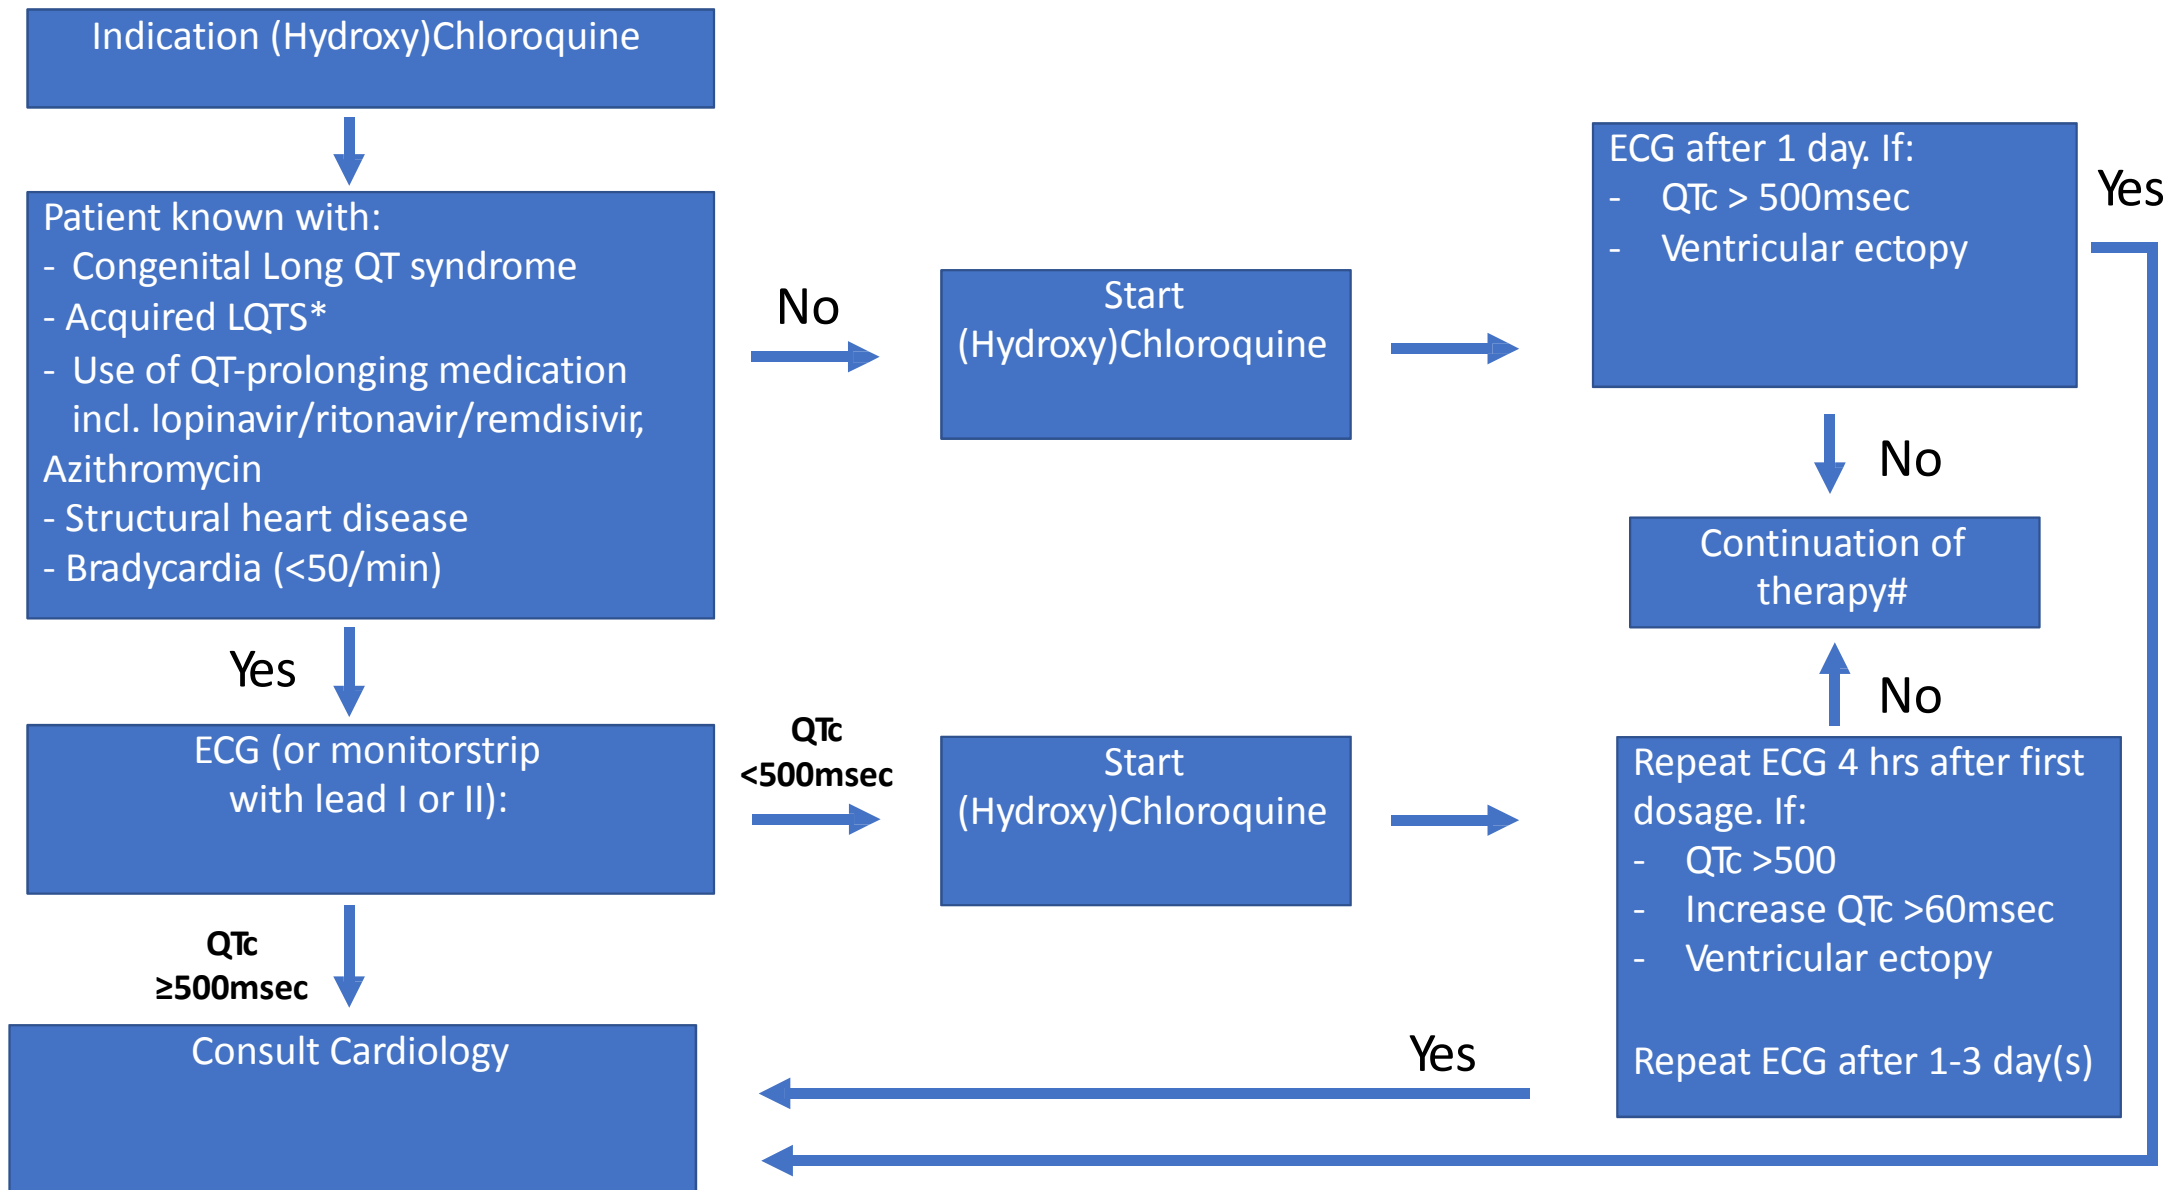 Indication (Hydroxy)Chloroquine
Patient known with:
- Congenital Long QT syndrome
- Acquired LQTS*
- Use of QT-prolonging medication
incl. lopinavir/ritonavir/remdisivir,
Azithromycin
- Structural heart disease
- Bradycardia (<50/min)
No
Start
(Hydroxy)Chloroquine
ECG after 1 day. If:
- QTc > 500msec
- Ventricular ectopy
Yes
No
Continuation of
therapy#
Yes
ECG (or monitorstrip
with lead I or II):
QTc
<500msec
Start
(Hydroxy)Chloroquine
No
Repeat ECG 4 hrs after first
dosage. If:
- QTc >500
- Increase QTc >60msec
- Ventricular ectopy
Repeat ECG after 1-3 day(s)
QTc
≥500msec
Yes
Consult Cardiology